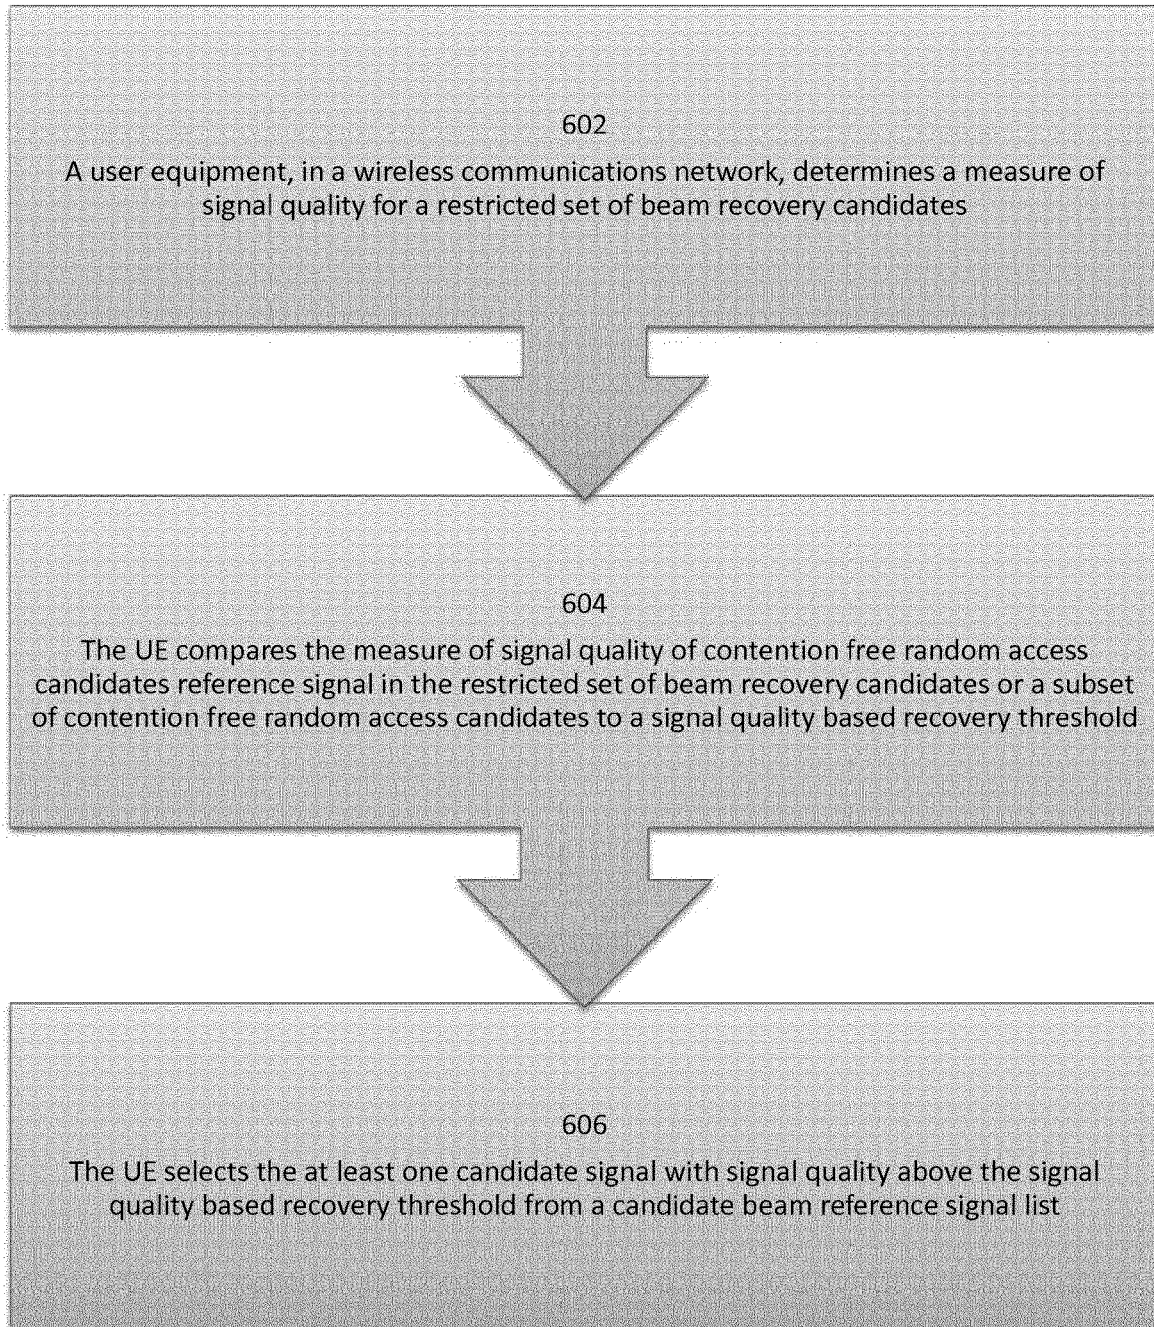 602
A user equipment, in a wireless communications network, determines a measure of
signal quality for a restricted set of beam recovery candidates
604
The UE compares the measure of signal quality of contention free random access
candidates reference signal in the restricted set of beam recovery candidates or a subset
of contention free random access candidates to a signal quality based recovery threshold
606
The UE selects the at least one candidate signal with signal quality above the signal
quality based recovery threshold from a candidate beam reference signal list